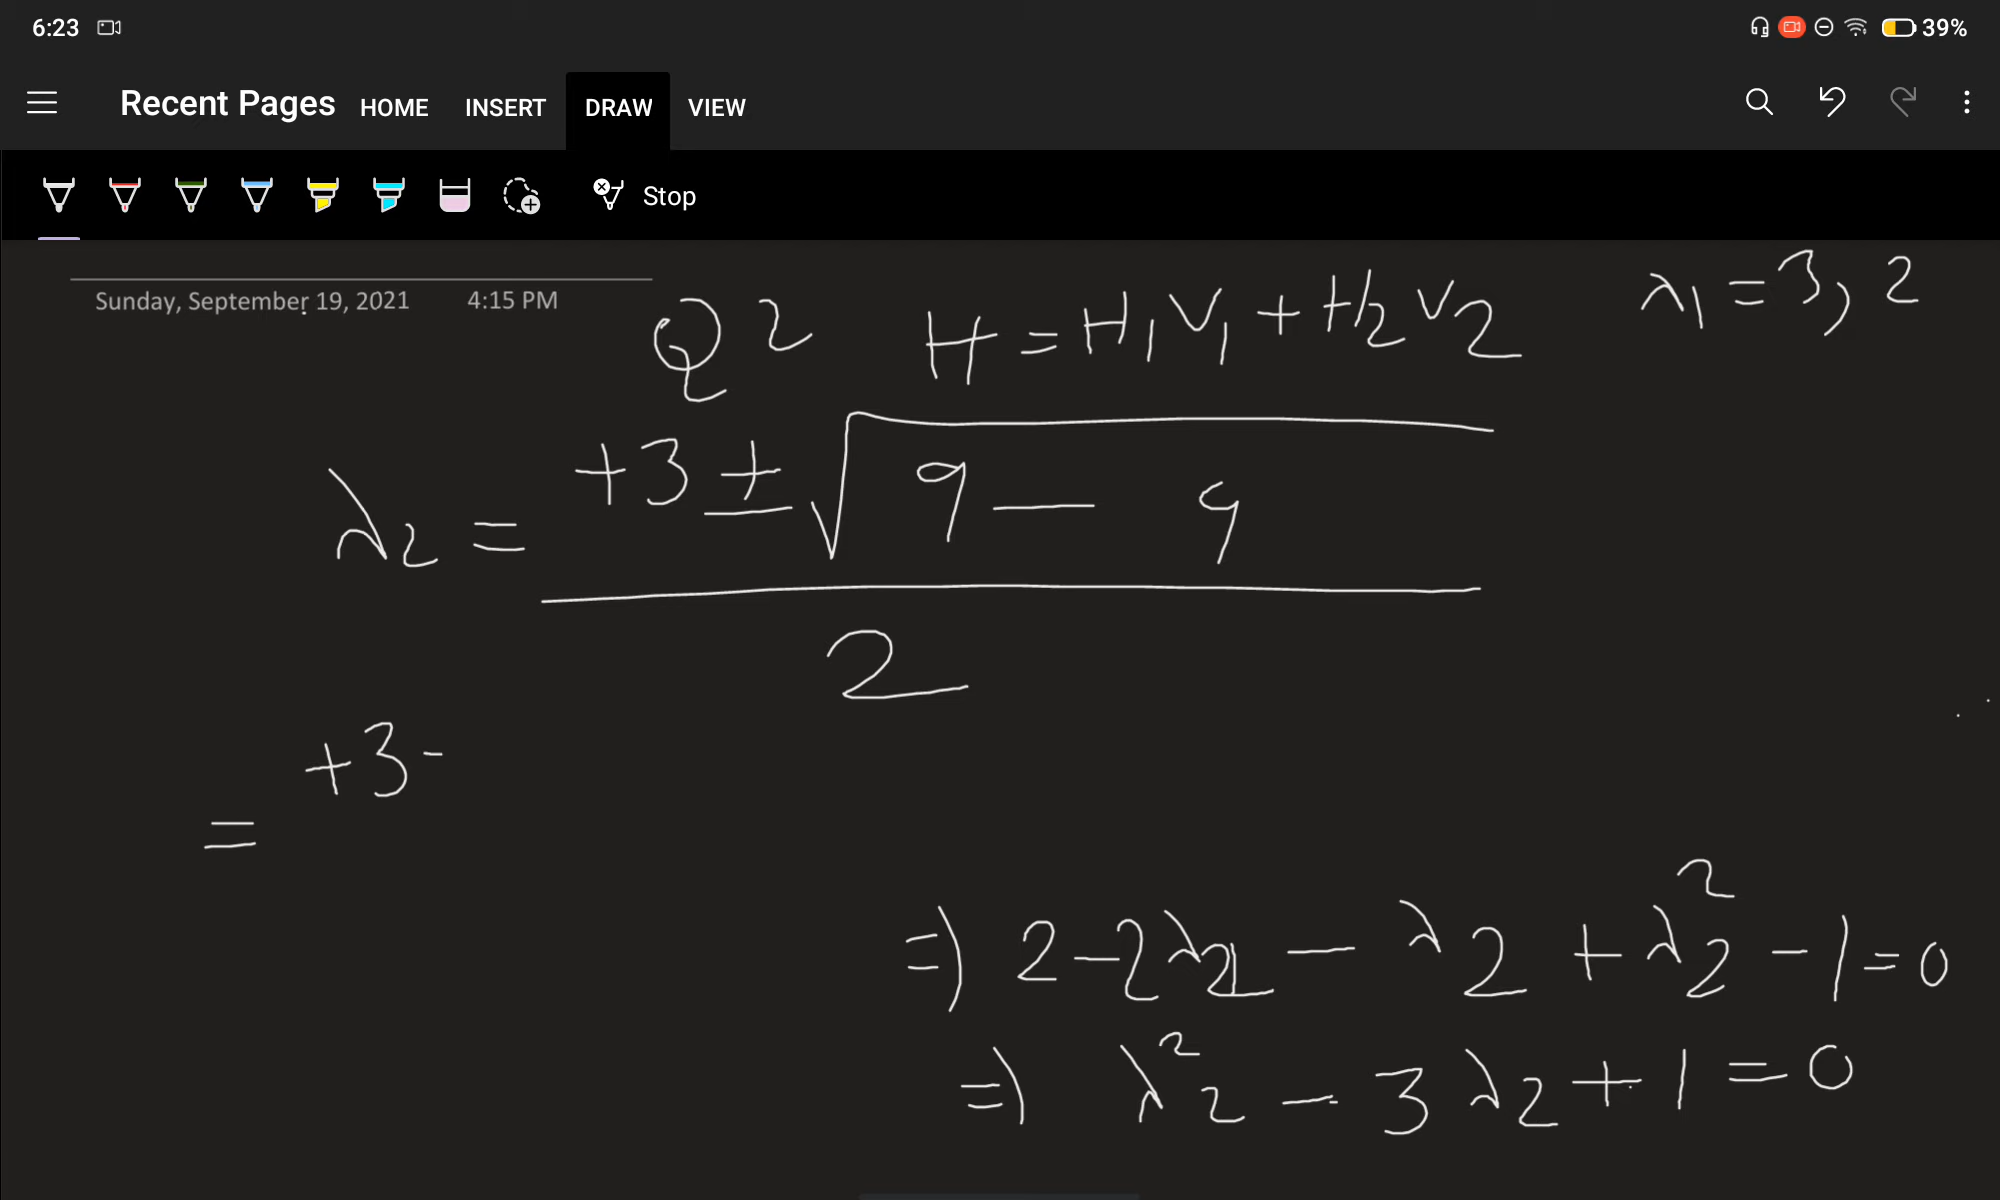 6:23 39%
Recent Pages HOME INSERT DRAW VIEW
Stop
Sunday, September 19, 2021 4:15 PM
Q2 H = H₁V₁ + H₂V₂ λ₁ = 3, 2
λ₂ = (+3 ± √(9 — 4)) / 2
= +3 -
⇒ 2 - 2λ₂ — λ₂ + λ₂² - 1 = 0
⇒ λ₂² - 3λ₂ + 1 = 0